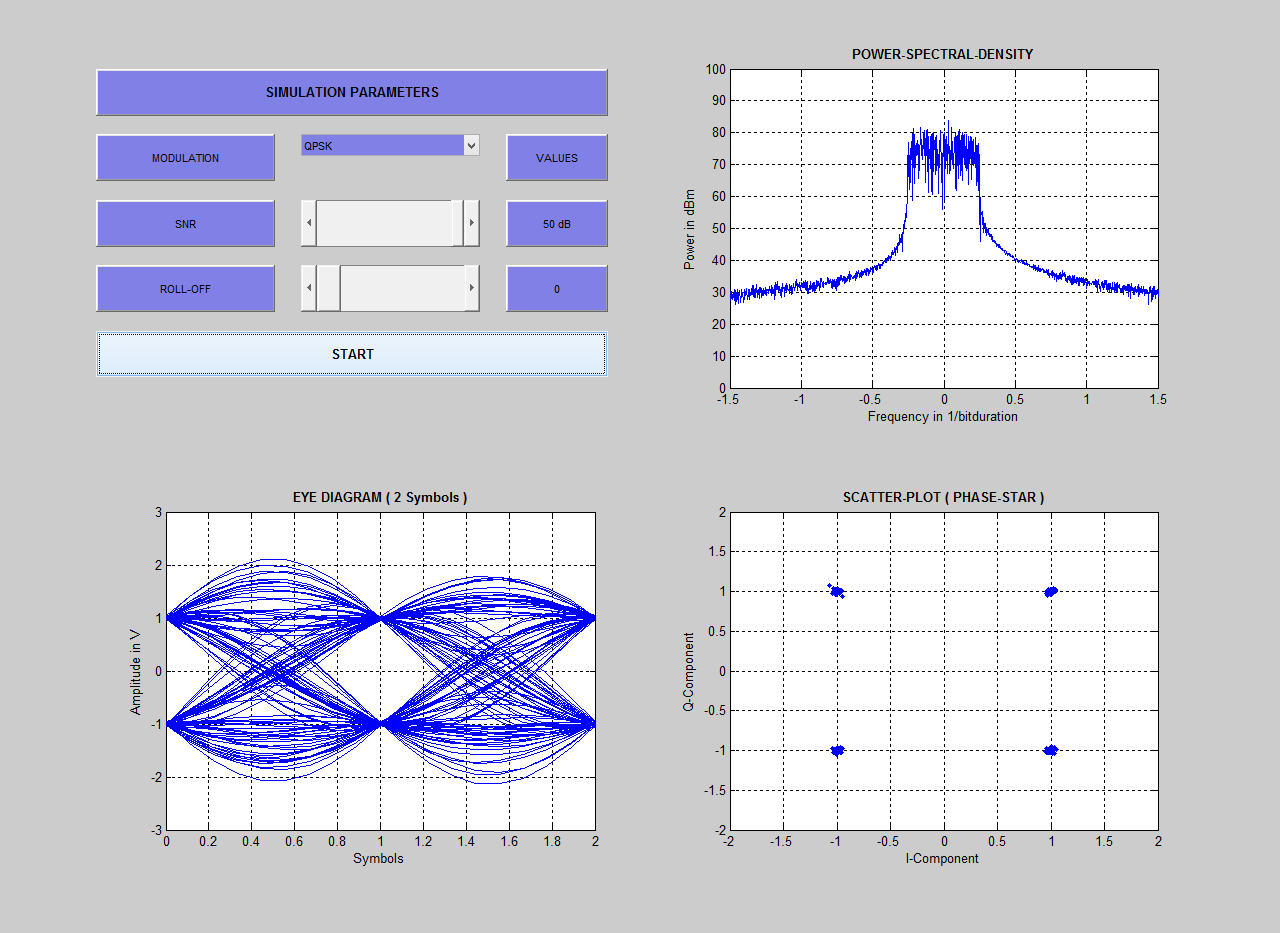 SIMULATION PARAMETERS
MODULATION
QPSK
VALUES
SNR
50 dB
ROLL-OFF
0
START
POWER-SPECTRAL-DENSITY
100
90
80
70
60
50
40
30
20
10
0
Power in dBm
-1.5 -1 -0.5 0 0.5 1 1.5
Frequency in 1/bitduration
EYE DIAGRAM ( 2 Symbols )
3
2
1
0
-1
-2
-3
Amplitude in V
0 0.2 0.4 0.6 0.8 1 1.2 1.4 1.6 1.8 2
Symbols
SCATTER-PLOT ( PHASE-STAR )
2
1.5
1
0.5
0
-0.5
-1
-1.5
-2
Q-Component
-2 -1.5 -1 -0.5 0 0.5 1 1.5 2
I-Component